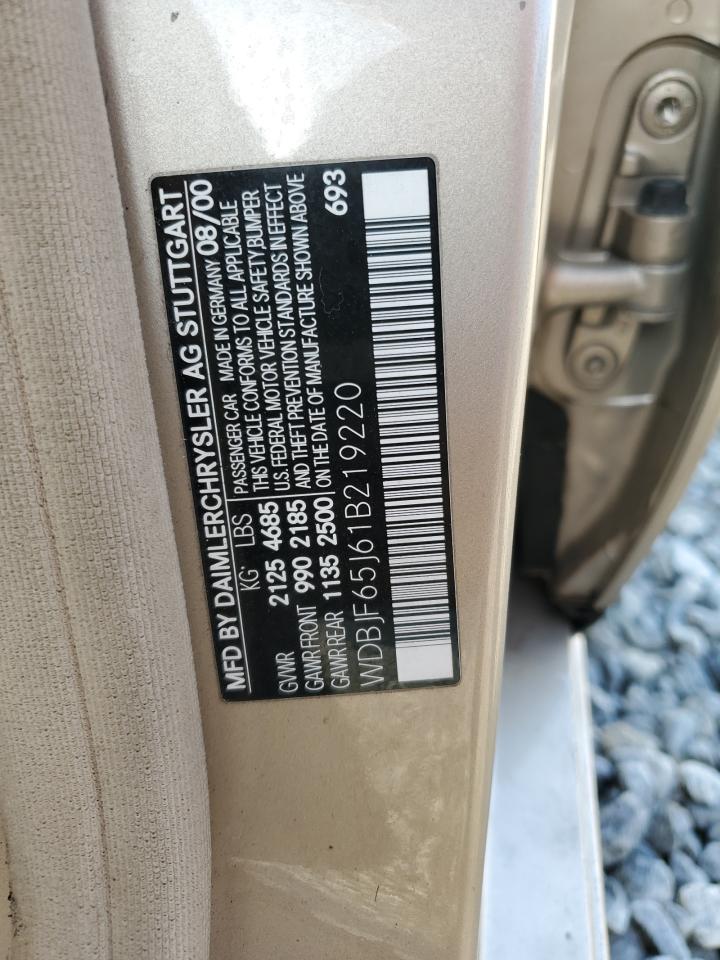 MFD BY DAIMLERCHRYSLER AG STUTTGART
KG. LBS
GVWR 2125 4685
GAWR FRONT 990 2185
GAWR REAR 1135 2500
PASSENGER CAR MADE IN GERMANY 08/00
THIS VEHICLE CONFORMS TO ALL APPLICABLE
U.S. FEDERAL MOTOR VEHICLE SAFETY, BUMPER
AND THEFT PREVENTION STANDARDS IN EFFECT
ON THE DATE OF MANUFACTURE SHOWN ABOVE
WDBJF65J61B219220
693